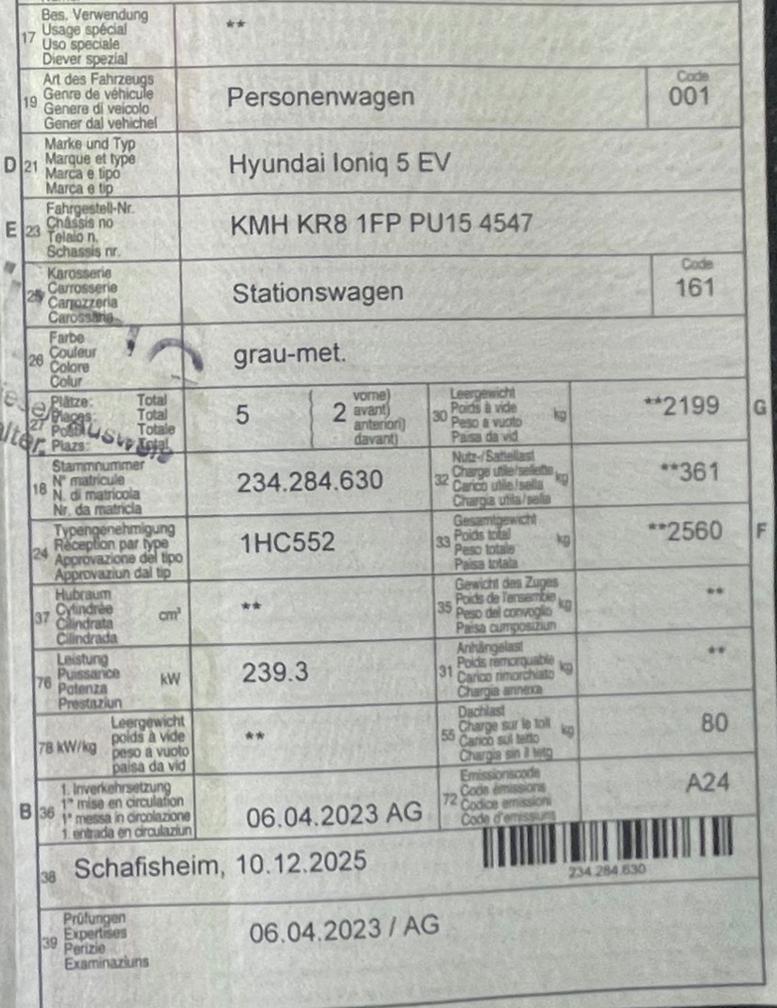 17 Bes. Verwendung
Usage spécial
Uso speciale
Diever spezial
**
19 Art des Fahrzeugs
Genre de véhicule
Genere di veicolo
Gener dal vehichel
Personenwagen
Code
001
D 21 Marke und Typ
Marque et type
Marca e tipo
Marca e tip
Hyundai Ioniq 5 EV
E 23 Fahrgestell-Nr.
Châssis no
Telaio n.
Schassis nr.
KMH KR8 1FP PU15 4547
25 Karosserie
Carrosserie
Carrozzeria
Carossaria
Stationswagen
Code
161
26 Farbe
Couleur
Colore
Colur
grau-met.
27 Plätze: Total
Places: Total
Totale
Plazs: Total
5
2 vorne)
avant)
anteriori)
davant)
30 Leergewicht
Poids à vide kg
Peso a vuoto
Paisa da vid
**2199 G
18 Stammnummer
N° matricule
N. di matricola
Nr. da matricla
234.284.630
32 Nutz-/Sattellast
Charge utile/sellette kg
Carico utile/sella
Chargia utila/sella
**361
24 Typengenehmigung
Réception par type
Approvazione del tipo
Approvaziun dal tip
1HC552
33 Gesamtgewicht
Poids total kg
Peso totale
Paisa totala
**2560 F
37 Hubraum
Cylindrée cm³
Cilindrata
Cilindrada
**
35 Gewicht des Zuges
Poids de l'ensemble kg
Peso del convoglio
Paisa cumposiziun
**
76 Leistung
Puissance kW
Potenza
Prestaziun
239.3
31 Anhängelast
Poids remorquable kg
Carico rimorchiato
Chargia annexa
**
78 kW/kg Leergewicht
poids à vide
peso a vuoto
paisa da vid
**
55 Dachlast
Charge sur le toit kg
Carico sul tetto
Chargia sin il tetg
80
B 36 1. Inverkehrsetzung
1re mise en circulation
1a messa in circolazione
1. entrada en circulaziun
06.04.2023 AG
72 Emissionscode
Code émissions
Codice emissioni
Code d'emissiuns
A24
38 Schafisheim, 10.12.2025
234.284.630
39 Prüfungen
Expertises
Perizie
Examinaziuns
06.04.2023 / AG